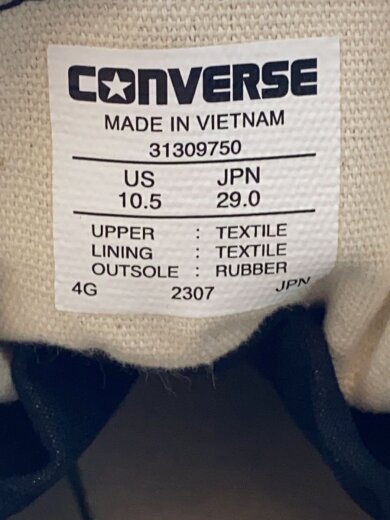 CONVERSE
MADE IN VIETNAM
31309750
US JPN
10.5 29.0
UPPER : TEXTILE
LINING : TEXTILE
OUTSOLE : RUBBER
4G 2307 JPN